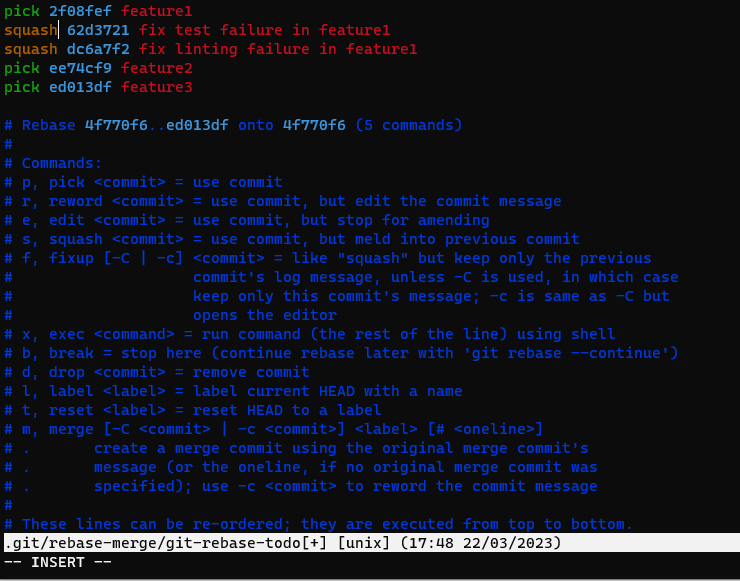 pick 2f08fef feature1
squash 62d3721 fix test failure in feature1
squash dc6a7f2 fix linting failure in feature1
pick ee74cf9 feature2
pick ed013df feature3

# Rebase 4f770f6..ed013df onto 4f770f6 (5 commands)
#
# Commands:
# p, pick <commit> = use commit
# r, reword <commit> = use commit, but edit the commit message
# e, edit <commit> = use commit, but stop for amending
# s, squash <commit> = use commit, but meld into previous commit
# f, fixup [-C | -c] <commit> = like "squash" but keep only the previous
#                    commit's log message, unless -C is used, in which case
#                    keep only this commit's message; -c is same as -C but
#                    opens the editor
# x, exec <command> = run command (the rest of the line) using shell
# b, break = stop here (continue rebase later with 'git rebase --continue')
# d, drop <commit> = remove commit
# l, label <label> = label current HEAD with a name
# t, reset <label> = reset HEAD to a label
# m, merge [-C <commit> | -c <commit>] <label> [# <oneline>]
# .       create a merge commit using the original merge commit's
# .       message (or the oneline, if no original merge commit was
# .       specified); use -c <commit> to reword the commit message
#
# These lines can be re-ordered; they are executed from top to bottom.
.git/rebase-merge/git-rebase-todo[+] [unix] (17:48 22/03/2023)
-- INSERT --